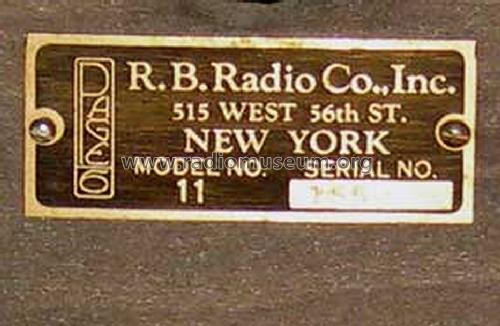 R.B. Radio Co., Inc.
515 WEST 56th ST.
NEW YORK
www.radiomuseum.org
MODEL NO. SERIAL NO.
11